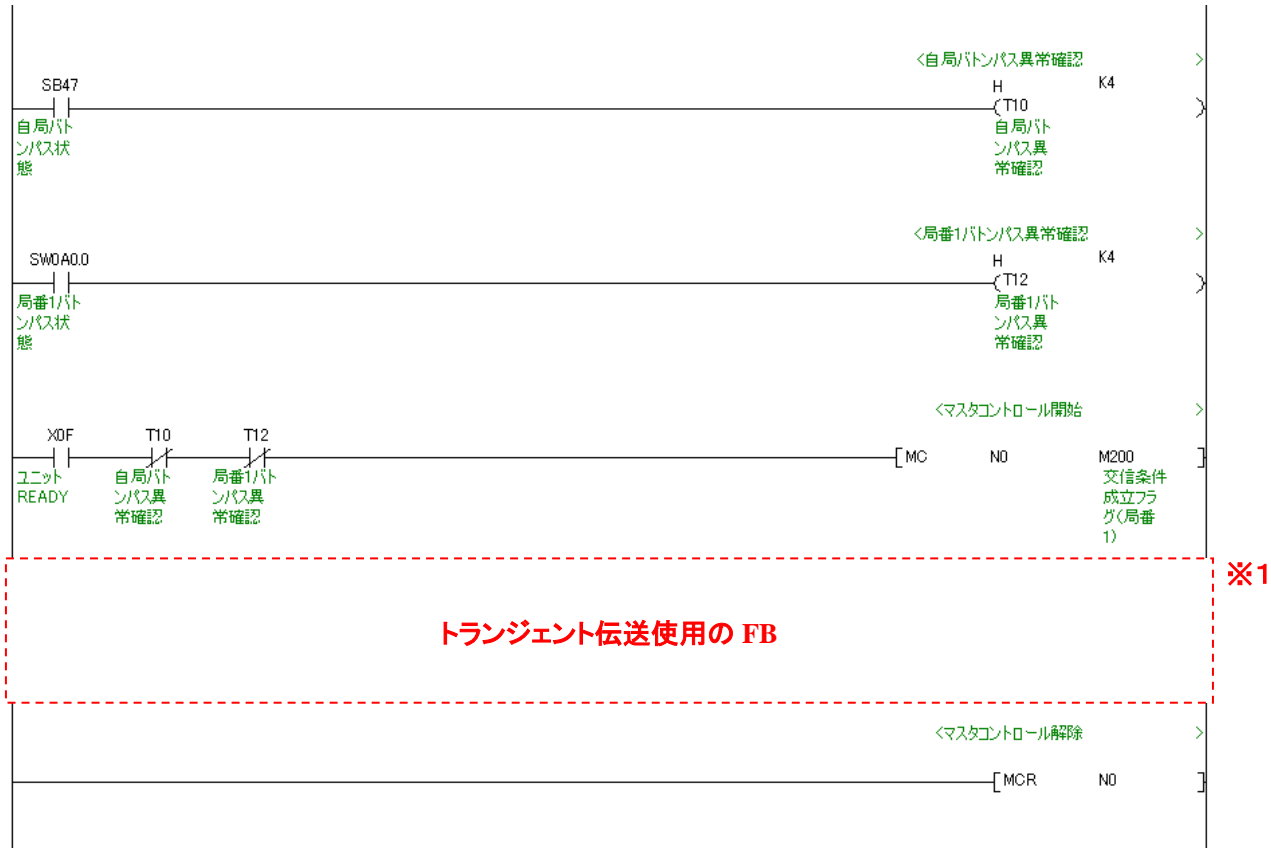 <自局バトンパス異常確認 >
SB47 H K4
(T10 )
自局バト
ンパス状
態
自局バト
ンパス異
常確認
<局番1バトンパス異常確認 >
SW0A0.0 H K4
(T12 )
局番1バト
ンパス状
態
局番1バト
ンパス異
常確認
<マスタコントロール開始 >
X0F T10 T12
[MC N0 M200 ]
ユニット
READY
自局バト
ンパス異
常確認
局番1バト
ンパス異
常確認
交信条件
成立フラ
グ(局番
1)
※1
トランジェント伝送使用の FB
<マスタコントロール解除 >
[MCR N0 ]